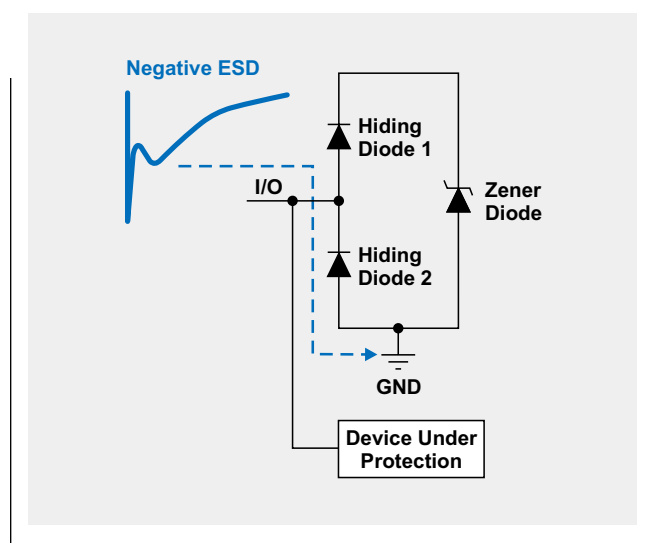 Negative ESD
Hiding
Diode 1
I/O
Zener
Diode
Hiding
Diode 2
GND
Device Under
Protection